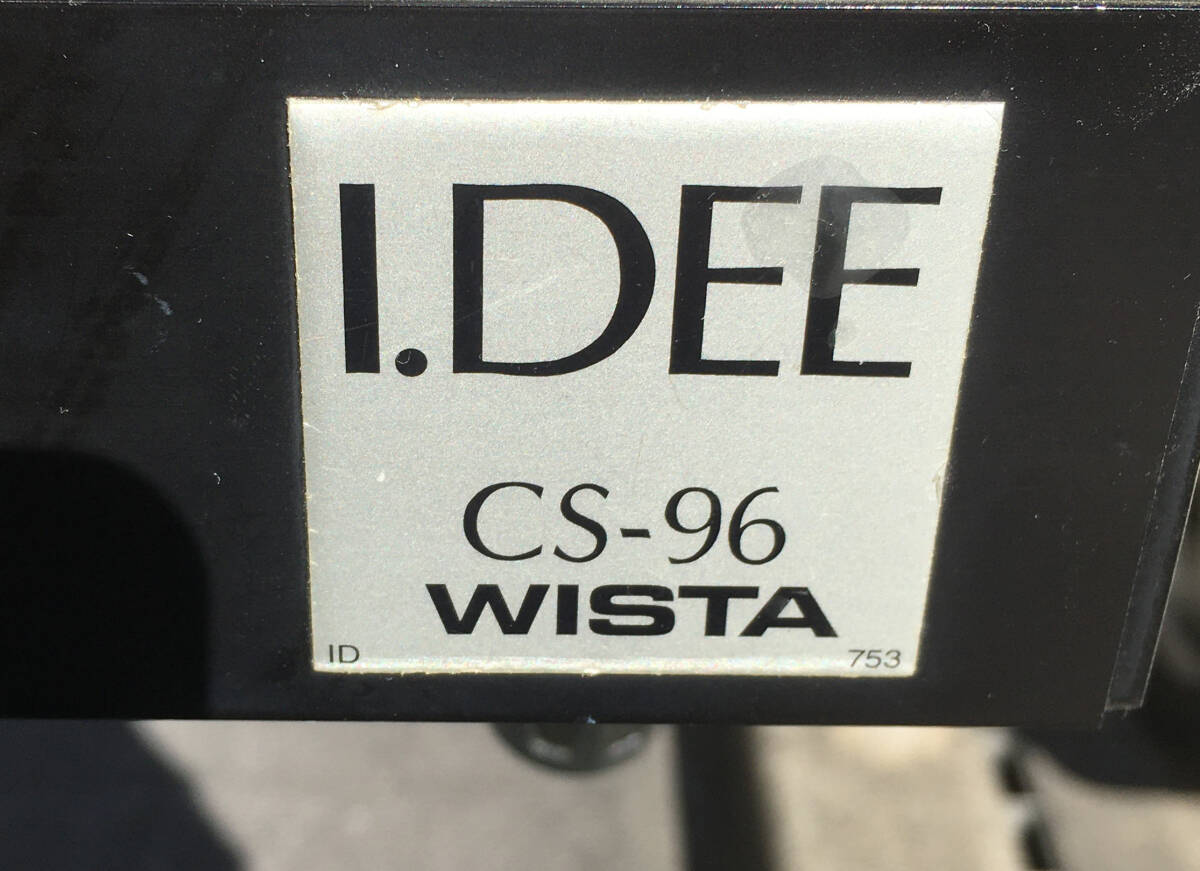 I.DEE
CS-96
WISTA
ID 753